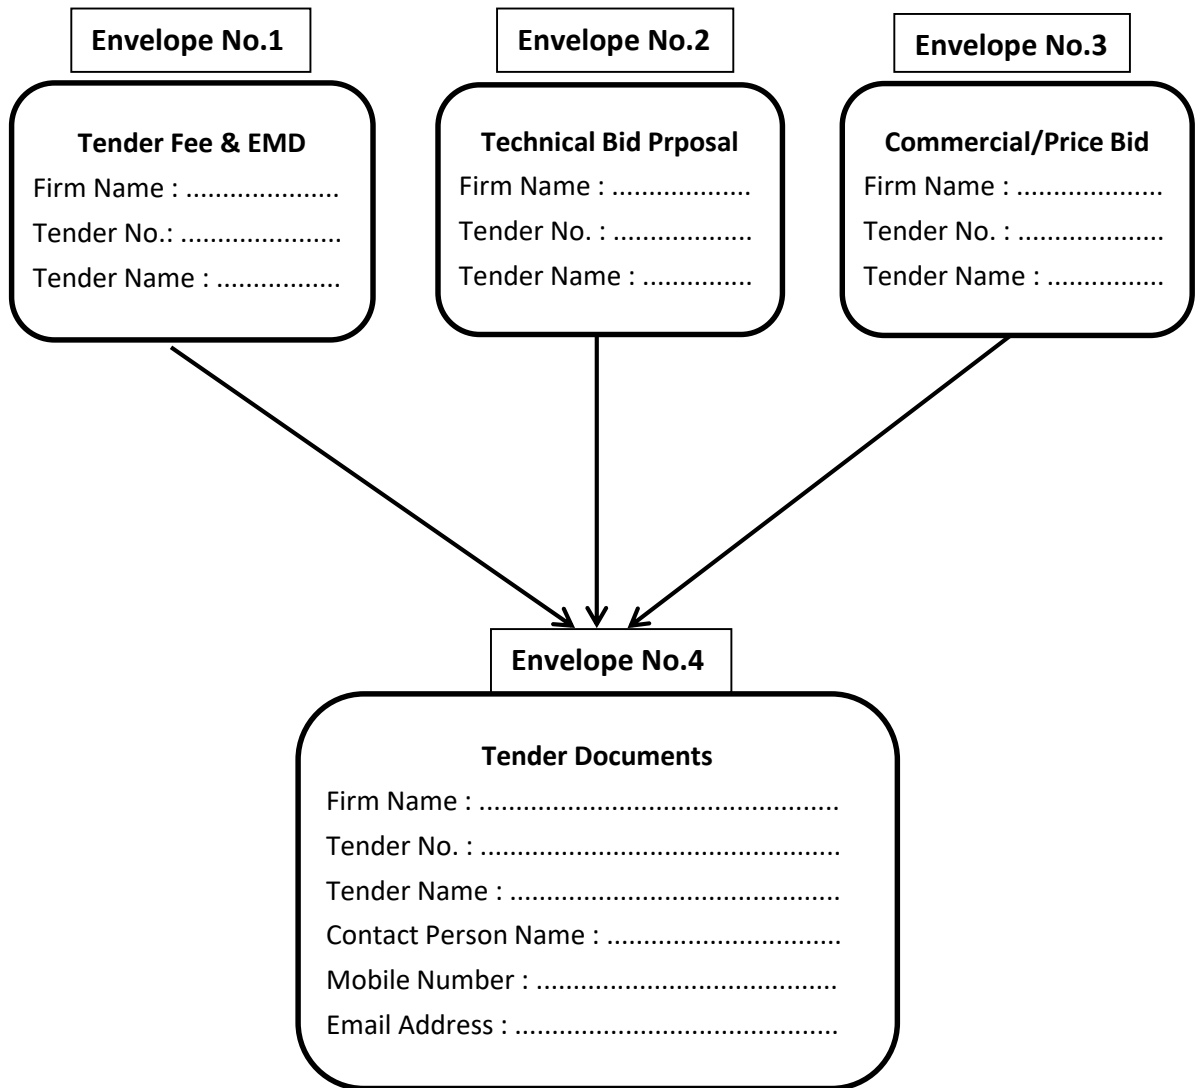 Envelope No.1
Tender Fee & EMD
Firm Name : .....................
Tender No.: ......................
Tender Name : .................
Envelope No.2
Technical Bid Prposal
Firm Name : ...................
Tender No. : ...................
Tender Name : ...............
Envelope No.3
Commercial/Price Bid
Firm Name : ....................
Tender No. : ....................
Tender Name : ................
Envelope No.4
Tender Documents
Firm Name : .................................................
Tender No. : .................................................
Tender Name : .............................................
Contact Person Name : ................................
Mobile Number : .........................................
Email Address : ............................................